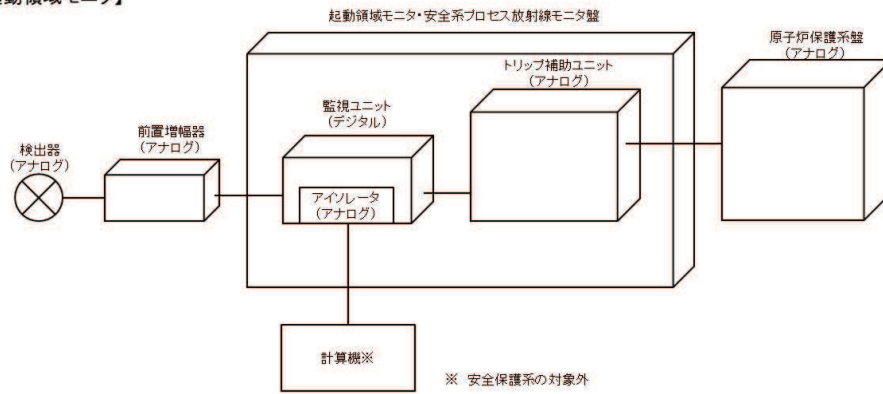 動領域モニタ】
起動領域モニタ・安全系プロセス放射線モニタ盤
原子炉保護系盤
(アナログ)
トリップ補助ユニット
(アナログ)
監視ユニット
(デジタル)
前置増幅器
(アナログ)
検出器
(アナログ)
アイソレータ
(アナログ)
計算機※
※ 安全保護系の対象外